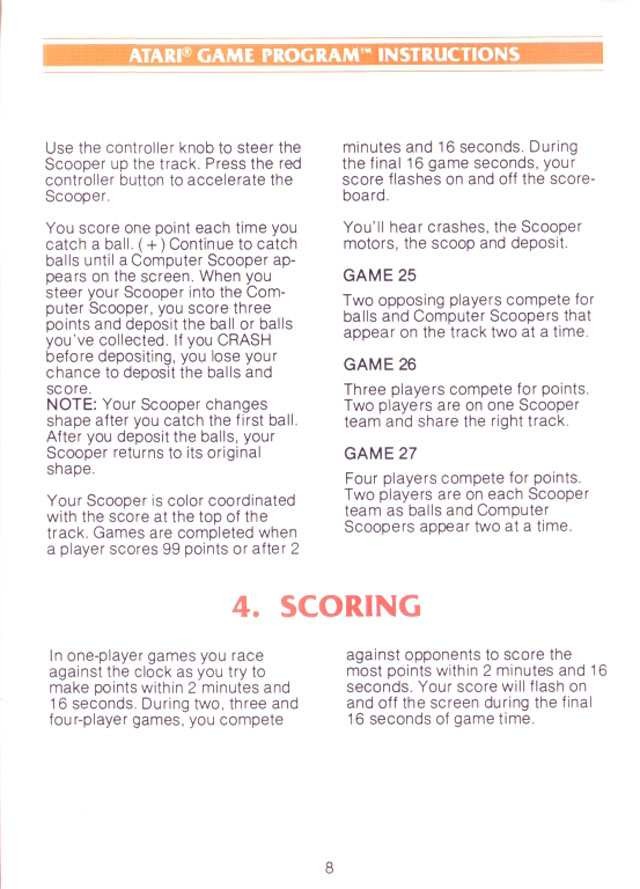 ATARI® GAME PROGRAM™ INSTRUCTIONS
Use the controller knob to steer the
Scooper up the track. Press the red
controller button to accelerate the
Scooper.
You score one point each time you
catch a ball. (+) Continue to catch
balls until a Computer Scooper ap-
pears on the screen. When you
steer your Scooper into the Com-
puter Scooper, you score three
points and deposit the ball or balls
you've collected. If you CRASH
before depositing, you lose your
chance to deposit the balls and
score.
NOTE: Your Scooper changes
shape after you catch the first ball.
After you deposit the balls, your
Scooper returns to its original
shape.
Your Scooper is color coordinated
with the score at the top of the
track. Games are completed when
a player scores 99 points or after 2
minutes and 16 seconds. During
the final 16 game seconds, your
score flashes on and off the score-
board.
You'll hear crashes, the Scooper
motors, the scoop and deposit.
GAME 25
Two opposing players compete for
balls and Computer Scoopers that
appear on the track two at a time.
GAME 26
Three players compete for points.
Two players are on one Scooper
team and share the right track.
GAME 27
Four players compete for points.
Two players are on each Scooper
team as balls and Computer
Scoopers appear two at a time.
4. SCORING
In one-player games you race
against the clock as you try to
make points within 2 minutes and
16 seconds. During two, three and
four-player games, you compete
against opponents to score the
most points within 2 minutes and 16
seconds. Your score will flash on
and off the screen during the final
16 seconds of game time.
8